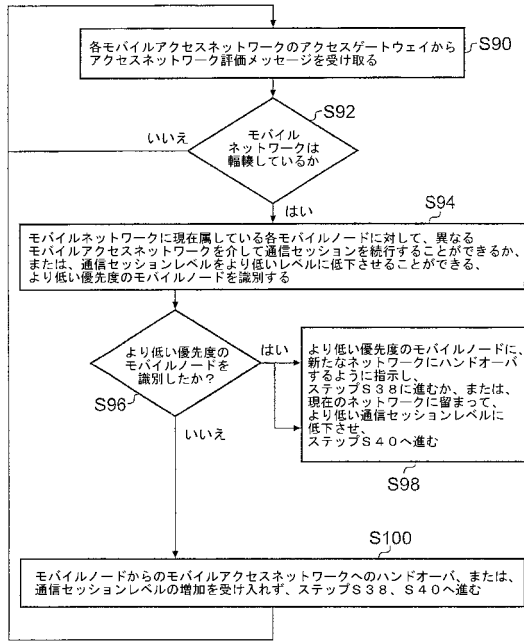 各モバイルアクセスネットワークのアクセスゲートウェイから
アクセスネットワーク評価メッセージを受け取る
S90
S92
いいえ
モバイル
ネットワークは
輻輳しているか
はい
S94
モバイルネットワークに現在属している各モバイルノードに対して、異なる
モバイルアクセスネットワークを介して通信セッションを続行することができるか、
または、通信セッションレベルをより低いレベルに低下させることができる、
より低い優先度のモバイルノードを識別する
より低い優先度の
モバイルノードを
識別したか？
はい
S96
いいえ
より低い優先度のモバイルノードに、
新たなネットワークにハンドオーバ
するように指示し、
ステップS38に進むか、または、
現在のネットワークに留まって、
より低い通信セッションレベルに
低下させ、
ステップS40へ進む
S98
S100
モバイルノードからのモバイルアクセスネットワークへのハンドオーバ、または、
通信セッションレベルの増加を受け入れず、ステップS38、S40へ進む